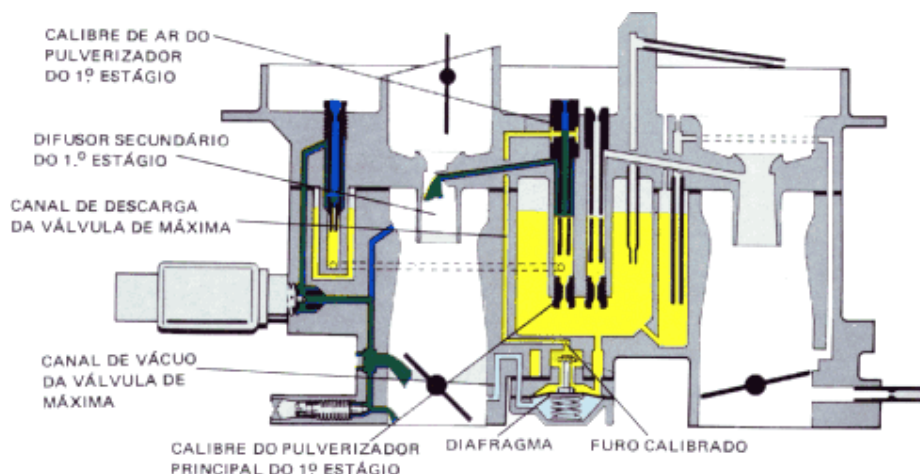 CALIBRE DE AR DO
PULVERIZADOR
DO 1º ESTÁGIO
DIFUSOR SECUNDÁRIO
DO 1.º ESTÁGIO
CANAL DE DESCARGA
DA VÁLVULA DE MÁXIMA
CANAL DE VÁCUO
DA VÁLVULA DE
MÁXIMA
CALIBRE DO PULVERIZADOR
PRINCIPAL DO 1º ESTÁGIO
DIAFRAGMA
FURO CALIBRADO